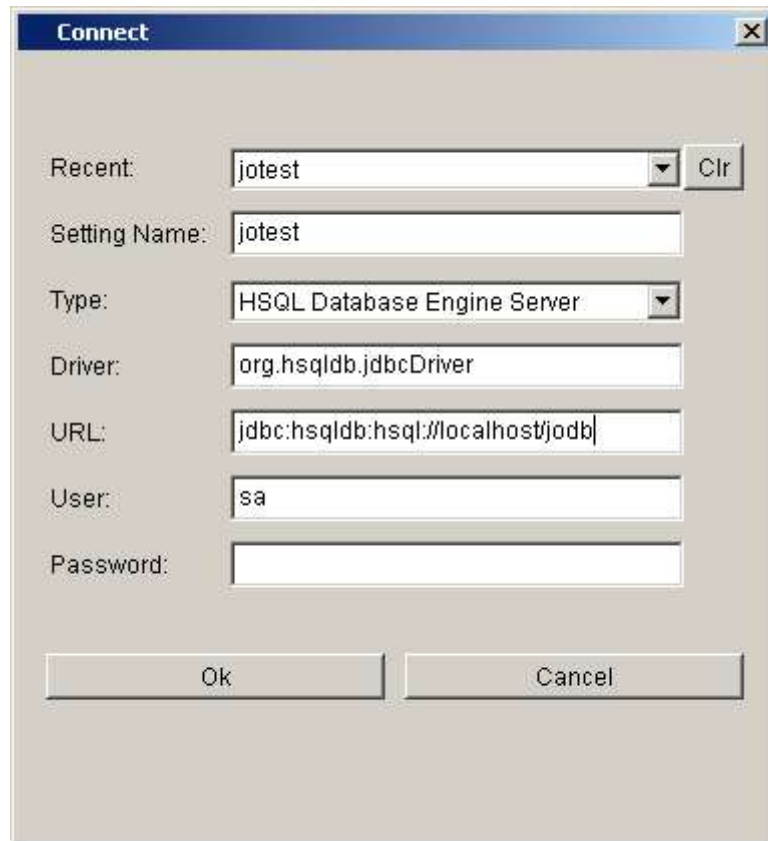 Connect
Recent: jotest Clr
Setting Name: jotest
Type: HSQL Database Engine Server
Driver: org.hsqldb.jdbcDriver
URL: jdbc:hsqldb:hsql://localhost/jodb
User: sa
Password:
Ok Cancel